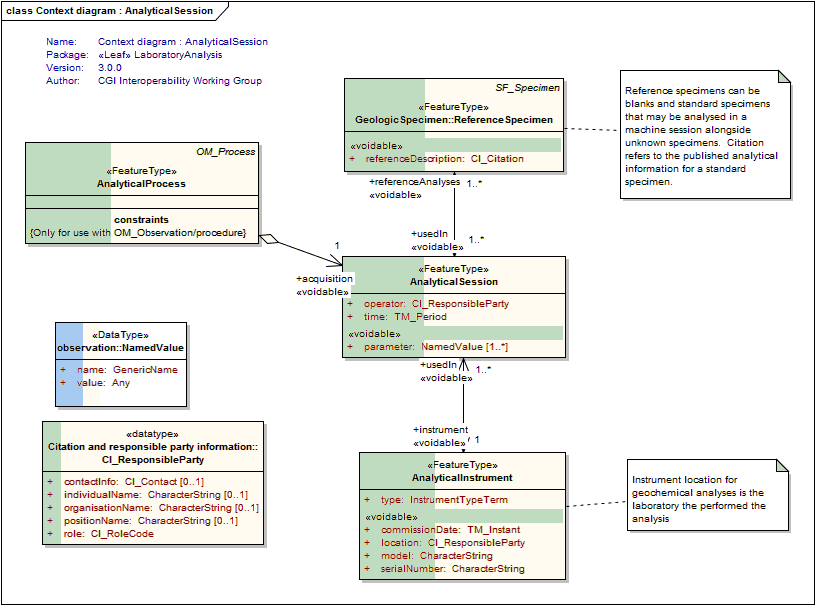 class Context diagram : AnalyticalSession
Name: Context diagram : AnalyticalSession
Package: «Leaf» LaboratoryAnalysis
Version: 3.0.0
Author: CGI Interoperability Working Group
SF_Specimen
«FeatureType»
GeologicSpecimen::ReferenceSpecimen
«voidable»
+ referenceDescription: CI_Citation
Reference specimens can be
blanks and standard specimens
that may be analysed in a
machine session alongside
unknown specimens. Citation
refers to the published analytical
information for a standard
specimen.
OM_Process
«FeatureType»
AnalyticalProcess
constraints
{Only for use with OM_Observation/procedure}
+referenceAnalyses 1..*
«voidable»
+usedIn 1..*
«voidable»
1
+acquisition
«voidable»
«FeatureType»
AnalyticalSession
+ operator: CI_ResponsibleParty
+ time: TM_Period
«voidable»
+ parameter: NamedValue [1..*]
«DataType»
observation::NamedValue
+ name: GenericName
+ value: Any
+usedIn 1..*
«voidable»
+instrument
«voidable» 1
«datatype»
Citation and responsible party information::
CI_ResponsibleParty
+ contactInfo: CI_Contact [0..1]
+ individualName: CharacterString [0..1]
+ organisationName: CharacterString [0..1]
+ positionName: CharacterString [0..1]
+ role: CI_RoleCode
«FeatureType»
AnalyticalInstrument
+ type: InstrumentTypeTerm
«voidable»
+ commissionDate: TM_Instant
+ location: CI_ResponsibleParty
+ model: CharacterString
+ serialNumber: CharacterString
Instrument location for
geochemical analyses is the
laboratory the performed the
analysis